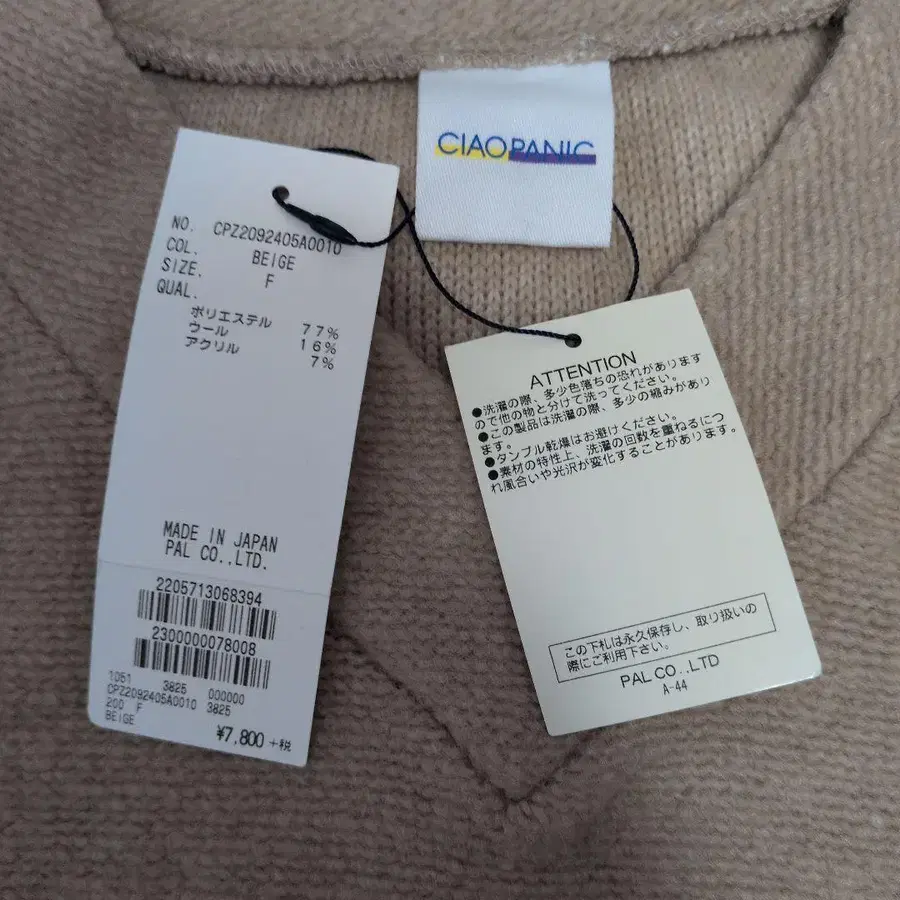 CIAOPANIC
NO. CPZ2092405A0010
COL. BEIGE
SIZE. F
QUAL.
ポリエステル 77%
ウール 16%
アクリル 7%
MADE IN JAPAN
PAL CO.,LTD.
2205713068394
2300000078008
1051 3825 000000
CPZ2092405A0010 3825
200 F
BEIGE
¥7,800 +税
ATTENTION
●洗濯の際、多少色落ちの恐れがあります
ので他の物と分けて洗ってください。
●この製品は洗濯の際、多少の縮みがあり
ます。
●タンブル乾燥はお避けください。
●素材の特性上、洗濯の回数を重ねるにつ
れ風合いや光沢が変化することがあります。
この下札は永久保存し、取り扱いの
際にご利用下さい。
PAL CO.,LTD
A-44